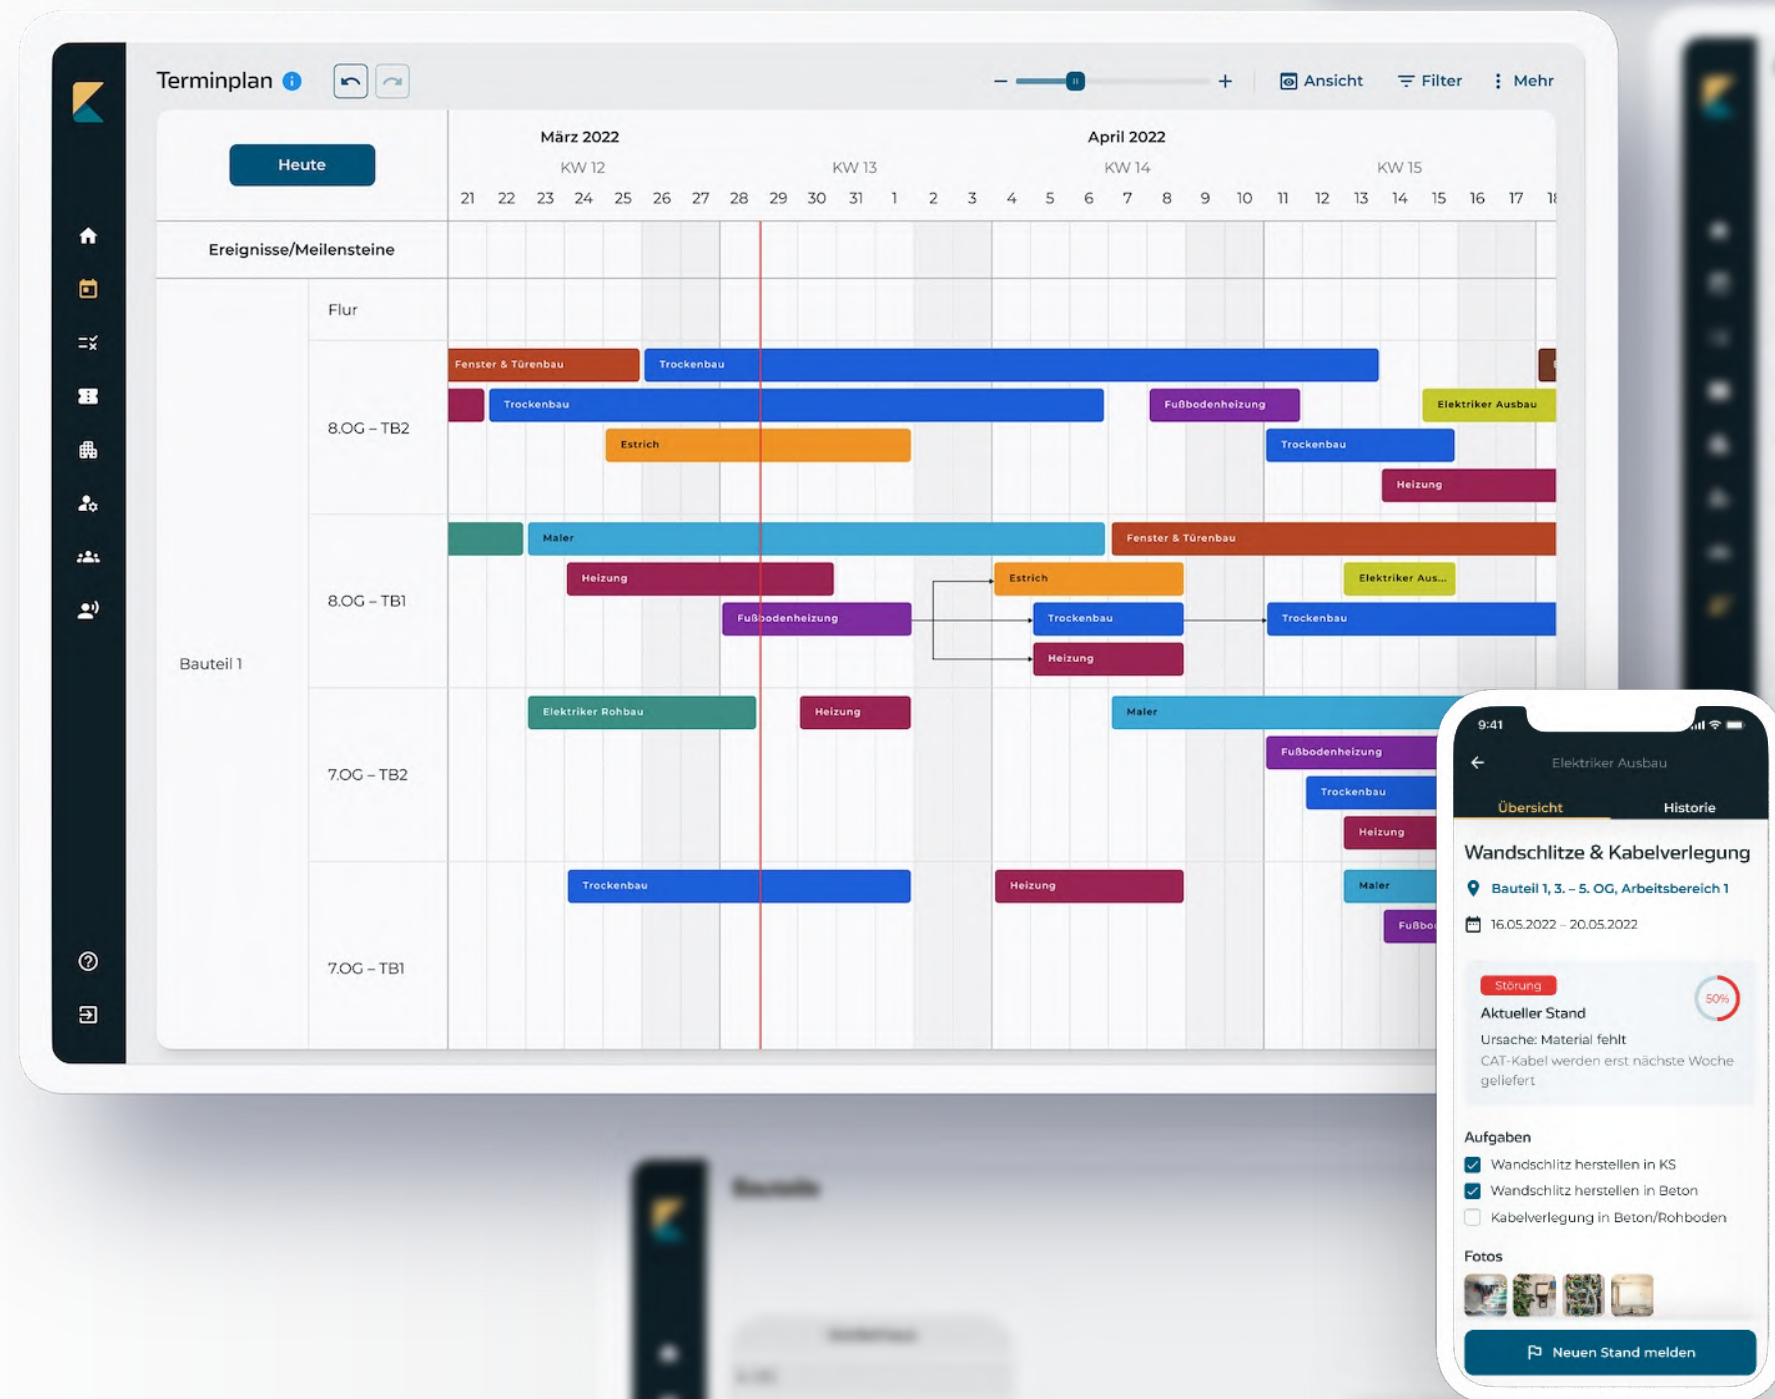 Terminplan
Ansicht
Filter
Mehr
Heute
März 2022
April 2022
KW 12
KW 13
KW 14
KW 15
21 22 23 24 25 26 27 28 29 30 31 1 2 3 4 5 6 7 8 9 10 11 12 13 14 15 16 17 18
Ereignisse/Meilensteine
Bauteil 1
Flur
8.OG – TB2
Fenster & Türenbau
Trockenbau
Trockenbau
Fußbodenheizung
Elektriker Ausbau
Estrich
Trockenbau
Heizung
8.OG – TB1
Maler
Fenster & Türenbau
Heizung
Estrich
Elektriker Aus...
Fußbodenheizung
Trockenbau
Trockenbau
Heizung
7.OG – TB2
Elektriker Rohbau
Heizung
Maler
Fußbodenheizung
Trockenbau
Heizung
7.OG – TB1
Trockenbau
Heizung
Maler
Fußbo
9:41
Elektriker Ausbau
Übersicht
Historie
Wandschlitze & Kabelverlegung
Bauteil 1, 3. – 5. OG, Arbeitsbereich 1
16.05.2022 – 20.05.2022
Störung
50%
Aktueller Stand
Ursache: Material fehlt
CAT-Kabel werden erst nächste Woche
geliefert
Aufgaben
Wandschlitz herstellen in KS
Wandschlitz herstellen in Beton
Kabelverlegung in Beton/Rohboden
Fotos
Neuen Stand melden
Bauteile